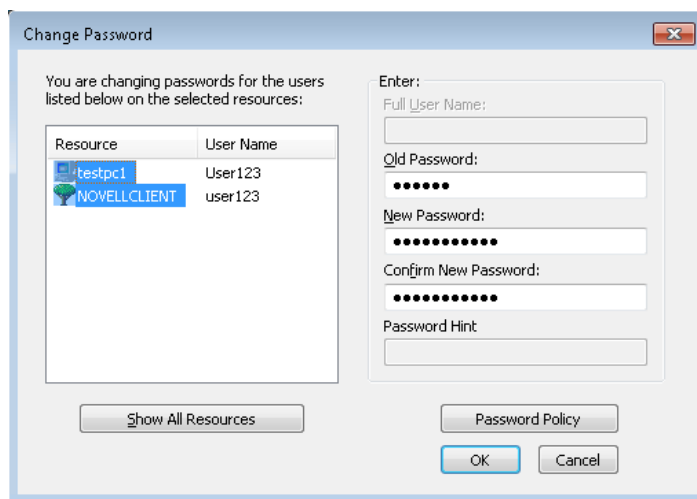 Change Password
You are changing passwords for the users
listed below on the selected resources:
Resource User Name
testpc1 User123
NOVELLCLIENT user123
Show All Resources
Enter:
Full User Name:
Old Password:
••••••
New Password:
•••••••••••
Confirm New Password:
•••••••••••
Password Hint
Password Policy
OK Cancel